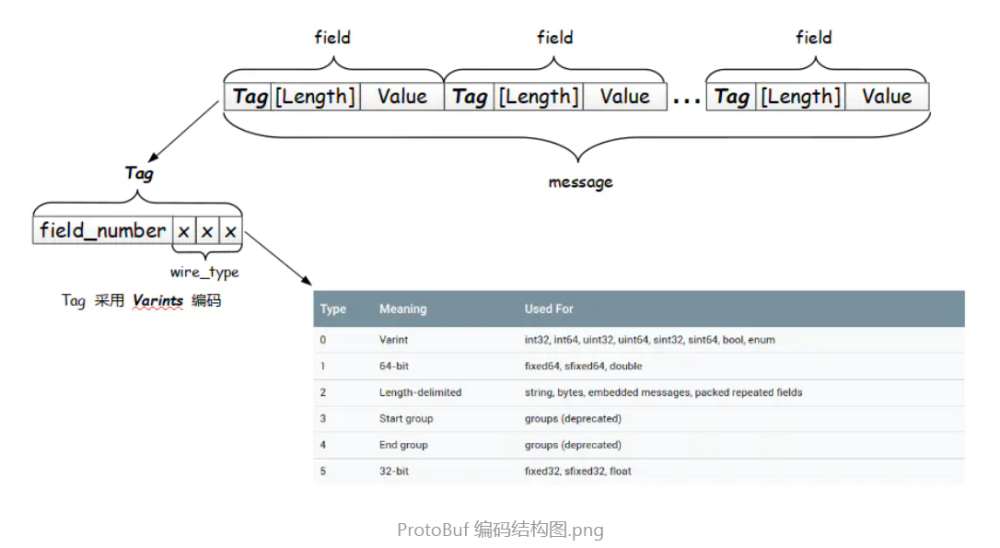 field field field
Tag [Length] Value Tag [Length] Value ... Tag [Length] Value
message
Tag
field_number x x x
wire_type
Tag 采用 Varints 编码
Type Meaning Used For
0 Varint int32, int64, uint32, uint64, sint32, sint64, bool, enum
1 64-bit fixed64, sfixed64, double
2 Length-delimited string, bytes, embedded messages, packed repeated fields
3 Start group groups (deprecated)
4 End group groups (deprecated)
5 32-bit fixed32, sfixed32, float
ProtoBuf 编码结构图.png